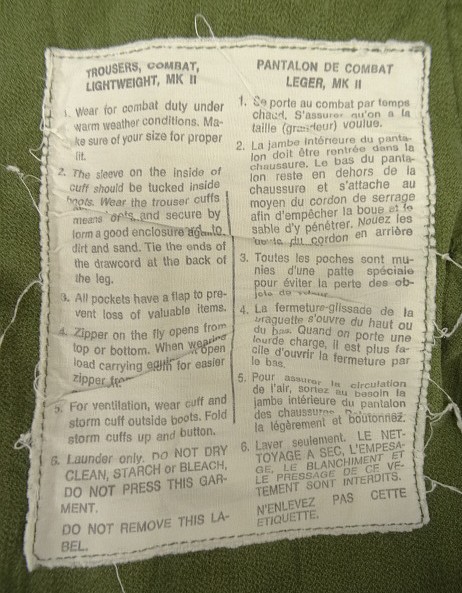 TROUSERS, COMBAT,
LIGHTWEIGHT, MK II
1. Wear for combat duty under
warm weather conditions. Ma-
ke sure of your size for proper
fit.
2. The sleeve on the inside of
cuff should be tucked inside
boots. Wear the trouser cuffs
means and secure by
form a good enclosure
dirt and sand. Tie the ends of
the drawcord at the back of
the leg.
3. All pockets have a flap to pre-
vent loss of valuable items.
4. Zipper on the fly opens from
top or bottom. When wearing
load carrying open
zipper for easier
5. For ventilation, wear cuff and
storm cuff outside boots. Fold
storm cuffs up and button.
6. Launder only. DO NOT DRY
CLEAN, STARCH or BLEACH,
DO NOT PRESS THIS GAR-
MENT.
DO NOT REMOVE THIS LA-
BEL.
PANTALON DE COMBAT
LEGER, MK II
1. Se porte au combat par temps
chaud. S'assurer qu'on a la
taille (grandeur) voulue.
2. La jambe intérieure du panta-
lon doit être rentrée dans la
chaussure. Le bas du panta-
lon reste en dehors de la
chaussure et s'attache au
moyen du cordon de serrage
afin d'empêcher la boue et le
sable d'y pénétrer. Nouez les
du cordon en arrière
3. Toutes les poches sont mu-
nies d'une patte spéciale
pour éviter la perte des ob-
jets de valeur.
4. La fermeture-glissade de la
braguette s'ouvre du haut ou
du bas. Quand on porte une
lourde charge, il est plus fa-
cile d'ouvrir la fermeture par
le bas.
5. Pour assurer la circulation
de l'air, sortez au besoin la
jambe intérieure du pantalon
des chaussures
la légèrement et boutonnez.
6. Laver seulement. LE NET-
TOYAGE A SEC, L'EMPESA-
GE, LE BLANCHIMENT ET
LE PRESSAGE DE CE VE-
TEMENT SONT INTERDITS.
N'ENLEVEZ PAS CETTE
ETIQUETTE.